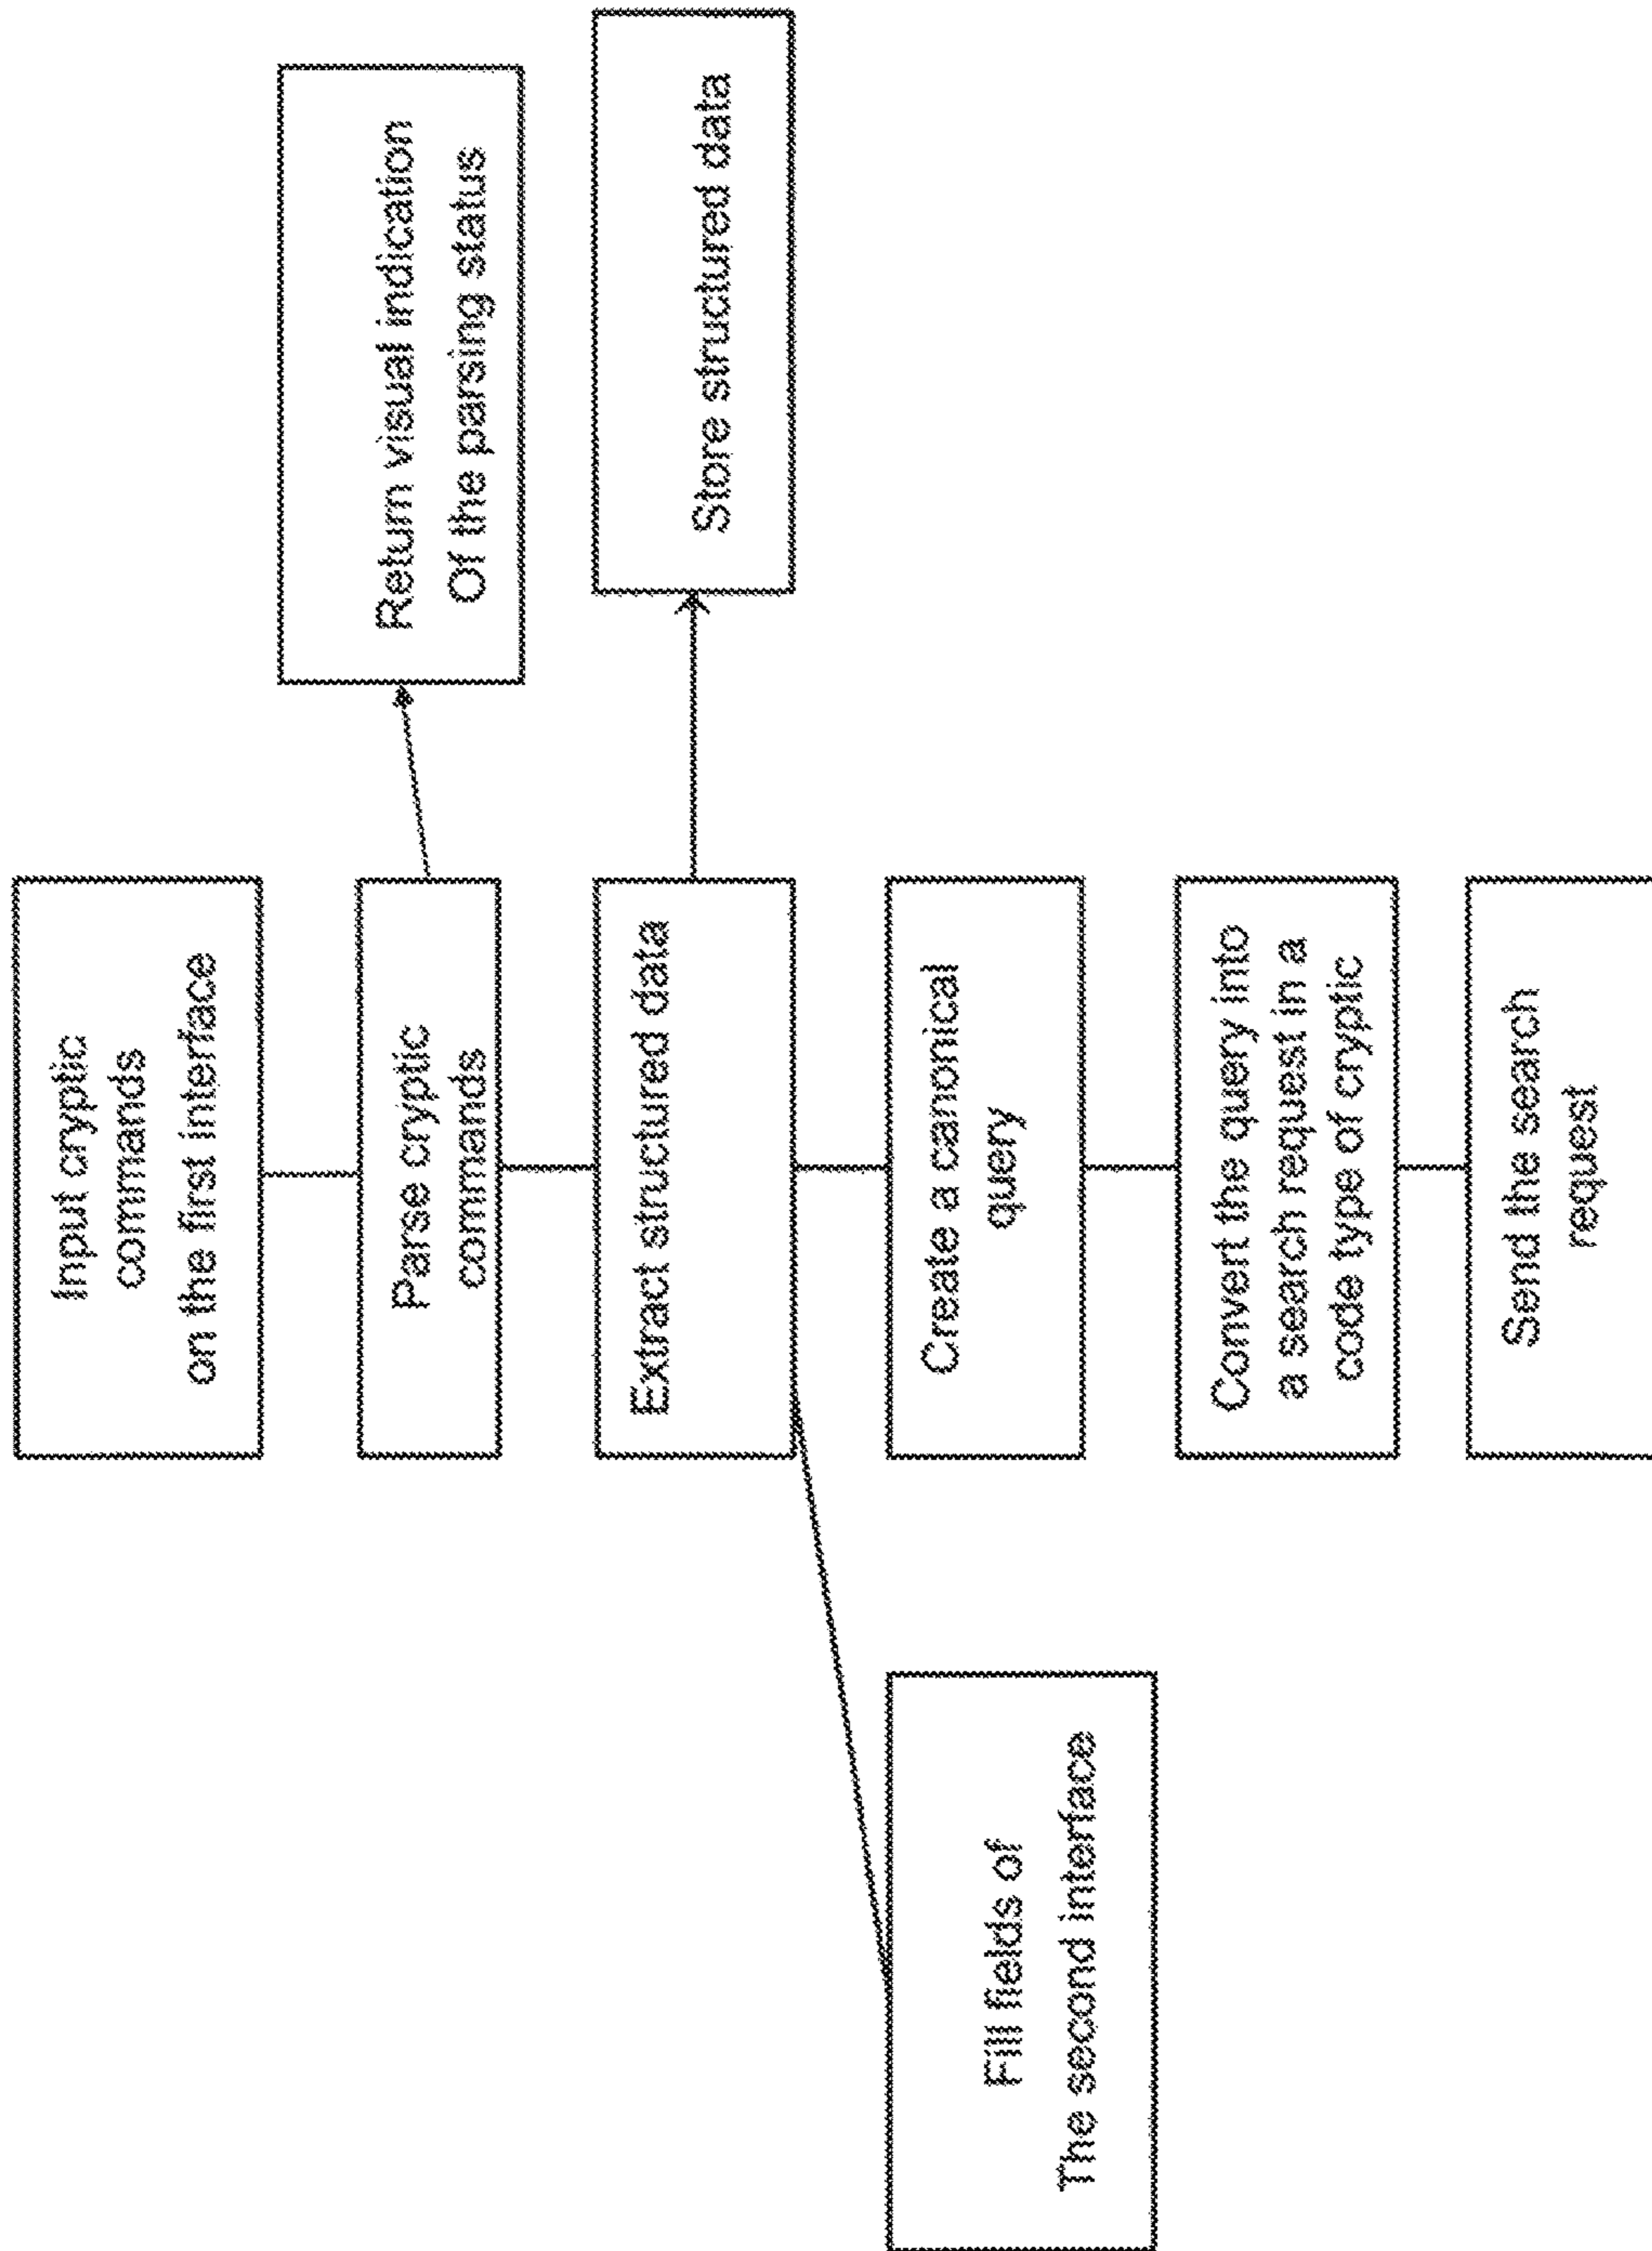 Input cryptic
commands
on the first interface
Parse cryptic
commands
Return visual indication
Of the parsing status
Extract structured data
Store structured data
Fill fields of
The second interface
Create a canonical
query
Convert the query into
a search request in a
code type of cryptic
Send the search
request